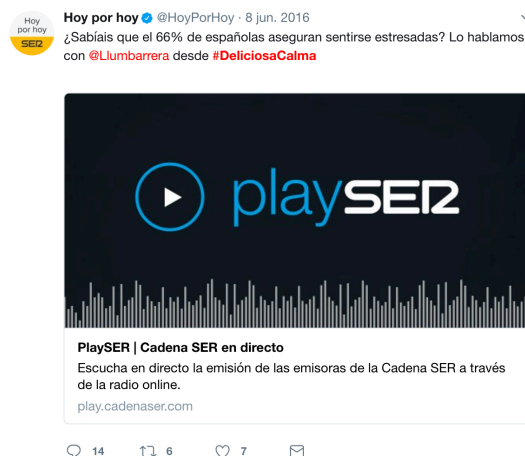 Hoy por hoy @HoyPorHoy · 8 jun. 2016
Hoy
por hoy
SER
¿Sabíais que el 66% de españolas aseguran sentirse estresadas? Lo hablamos
con @Llumbarrera desde #DeliciosaCalma
playSER
PlaySER | Cadena SER en directo
Escucha en directo la emisión de las emisoras de la Cadena SER a través
de la radio online.
play.cadenaser.com
14 6 7